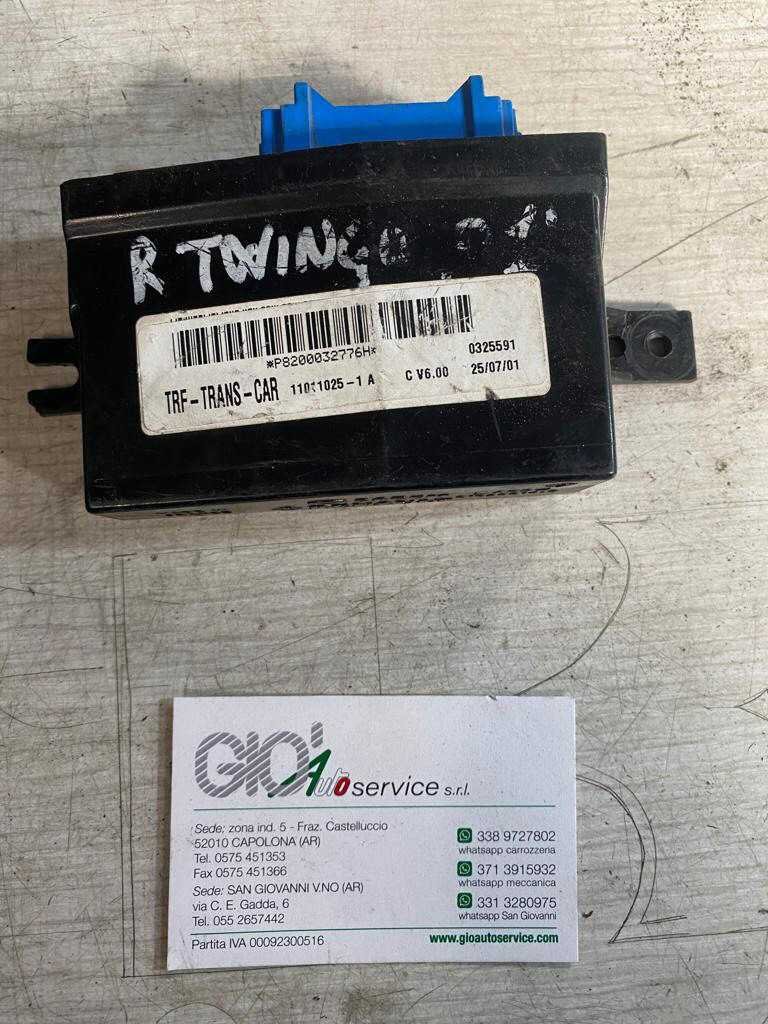 R TWINGO 01'
*P8200032776H*
0325591
TRF-TRANS-CAR 11011025-1 A C V6.00 25/07/01
GIO' Auto service s.r.l.
Sede: zona ind. 5 - Fraz. Castelluccio
52010 CAPOLONA (AR)
Tel. 0575 451353
Fax 0575 451366
Sede: SAN GIOVANNI V.NO (AR)
via C. E. Gadda, 6
Tel. 055 2657442
Partita IVA 00092300516
338 9727802
whatsapp carrozzeria
371 3915932
whatsapp meccanica
331 3280975
whatsapp San Giovanni
www.gioautoservice.com